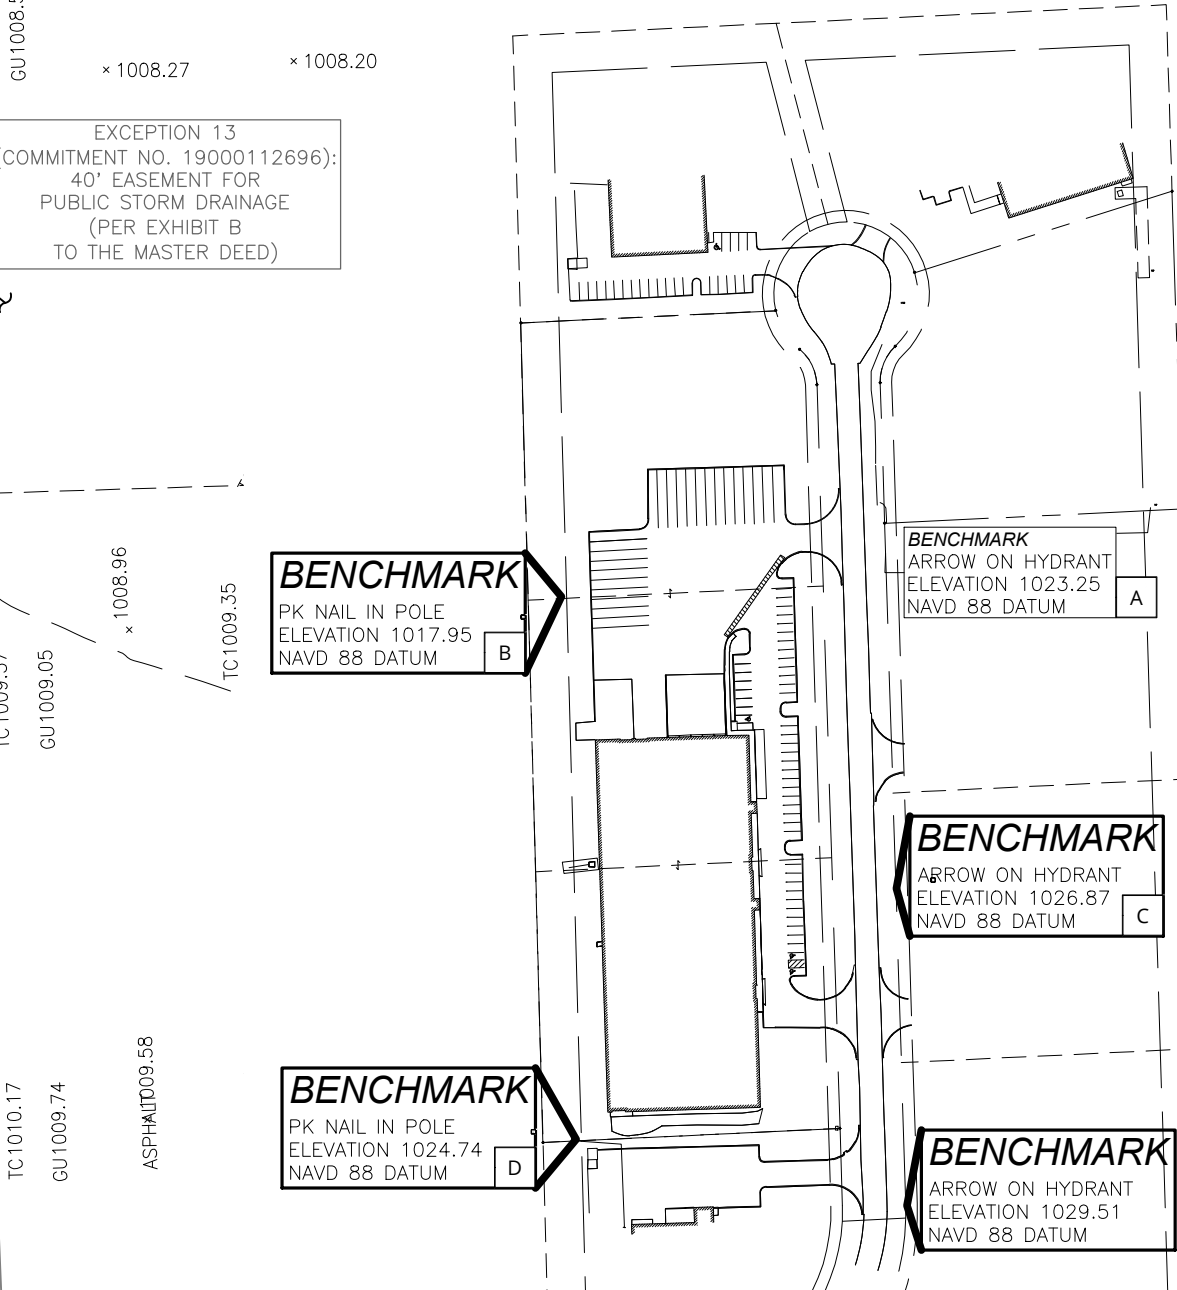 GU1008.5
× 1008.27
× 1008.20
EXCEPTION 13
(COMMITMENT NO. 19000112696):
40' EASEMENT FOR
PUBLIC STORM DRAINAGE
(PER EXHIBIT B
TO THE MASTER DEED)
× 1008.96
TC1009.35
GU1009.05
BENCHMARK
PK NAIL IN POLE
ELEVATION 1017.95
NAVD 88 DATUM
B
BENCHMARK
ARROW ON HYDRANT
ELEVATION 1023.25
NAVD 88 DATUM
A
BENCHMARK
ARROW ON HYDRANT
ELEVATION 1026.87
NAVD 88 DATUM
C
TC1010.17
GU1009.74
1009.58
ASPHALT
BENCHMARK
PK NAIL IN POLE
ELEVATION 1024.74
NAVD 88 DATUM
D
BENCHMARK
ARROW ON HYDRANT
ELEVATION 1029.51
NAVD 88 DATUM